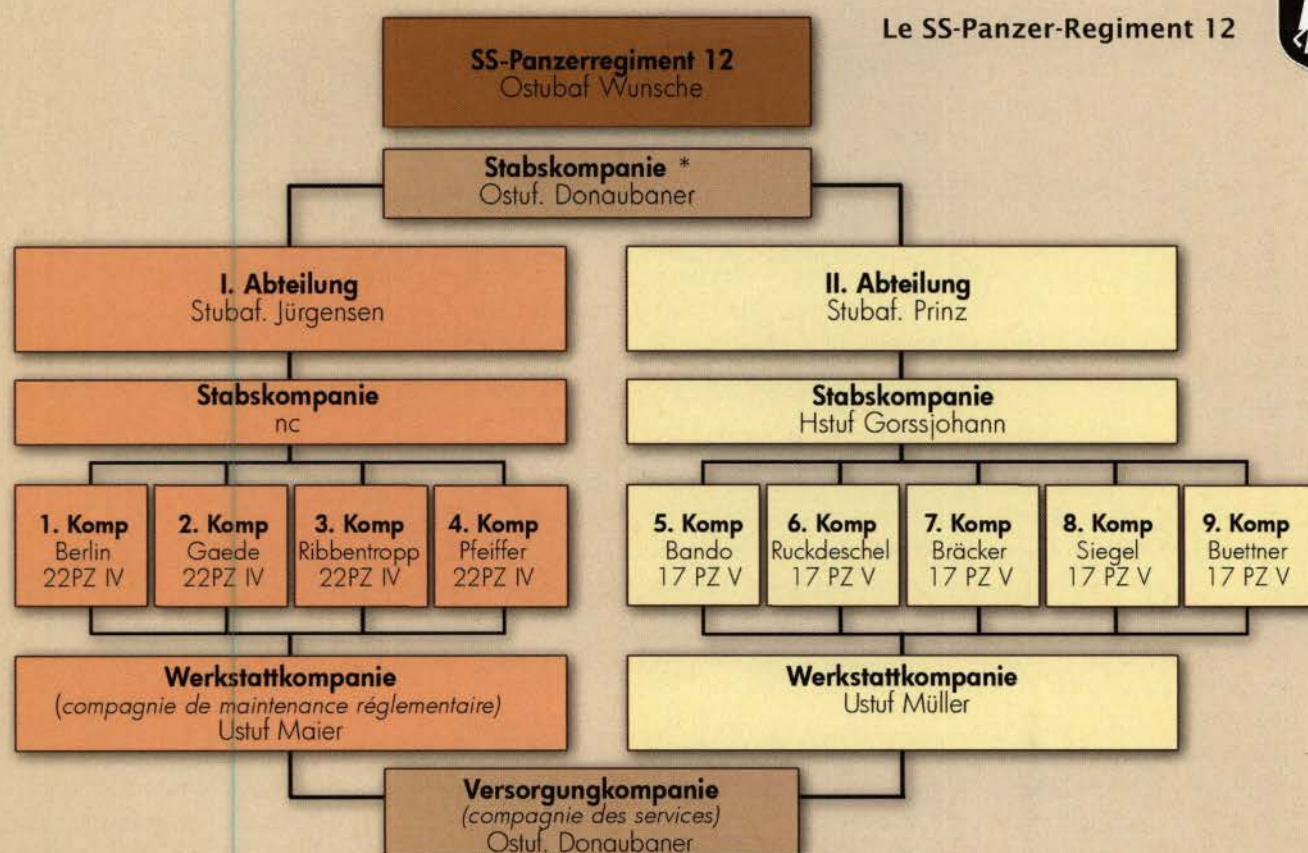 Le SS-Panzer-Regiment 12
SS-Panzerregiment 12
Ostubaf Wunsche
Stabskompanie *
Ostuf. Donaubaner
I. Abteilung
Stubaf. Jürgensen
II. Abteilung
Stubaf. Prinz
Stabskompanie
nc
Stabskompanie
Hstuf Gorssjohann
1. Komp
Berlin
22PZ IV
2. Komp
Gaede
22PZ IV
3. Komp
Ribbentropp
22PZ IV
4. Komp
Pfeiffer
22PZ IV
5. Komp
Bando
17 PZ V
6. Komp
Ruckdeschel
17 PZ V
7. Komp
Bräcker
17 PZ V
8. Komp
Siegel
17 PZ V
9. Komp
Buettner
17 PZ V
Werkstattkompanie
(compagnie de maintenance réglementaire)
Ustuf Maier
Werkstattkompanie
Ustuf Müller
Versorgungkompanie
(compagnie des services)
Ostuf. Donaubaner